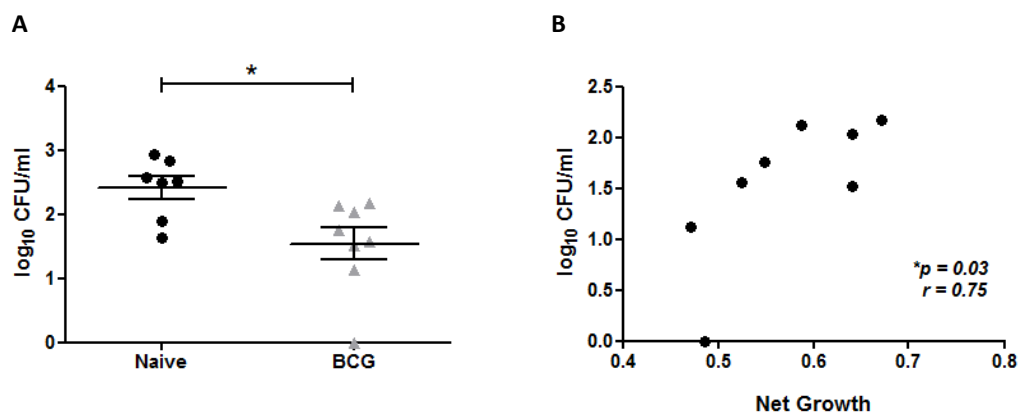 A
B
*
4
3
2
1
0
log10 CFU/ml
Naive
BCG
2.5
2.0
1.5
1.0
0.5
0.0
log10 CFU/ml
*p = 0.03
r = 0.75
0.4
0.5
0.6
0.7
0.8
Net Growth